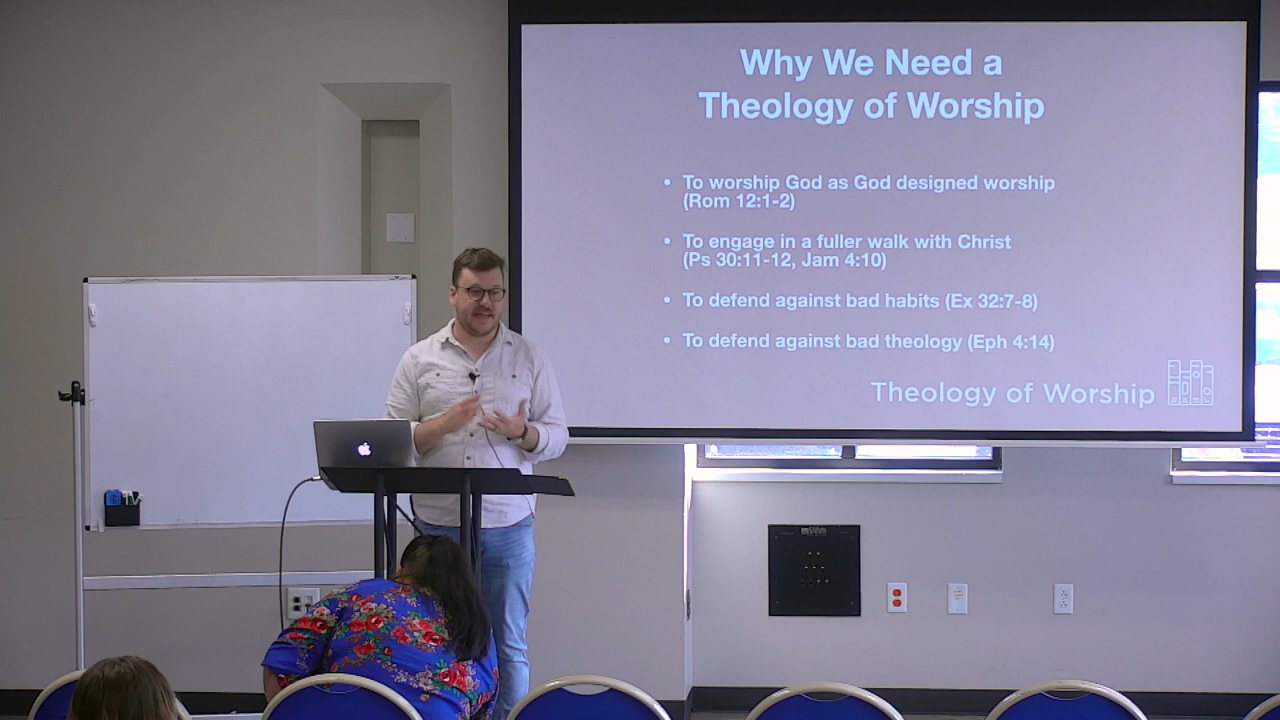 Why We Need a
Theology of Worship
• To worship God as God designed worship
(Rom 12:1-2)
• To engage in a fuller walk with Christ
(Ps 30:11-12, Jam 4:10)
• To defend against bad habits (Ex 32:7-8)
• To defend against bad theology (Eph 4:14)
Theology of Worship